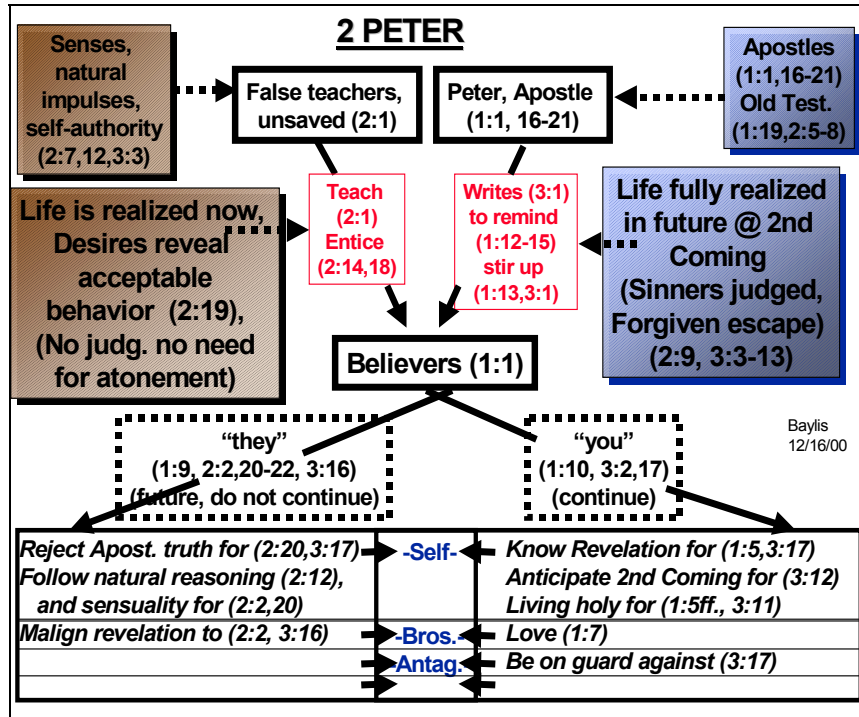 2 PETER
Senses,
natural
impulses,
self-authority
(2:7,12,3:3)
False teachers,
unsaved (2:1)
Peter, Apostle
(1:1, 16-21)
Apostles
(1:1,16-21)
Old Test.
(1:19,2:5-8)
Life is realized now,
Desires reveal
acceptable
behavior (2:19),
(No judg. no need
for atonement)
Teach
(2:1)
Entice
(2:14,18)
Writes (3:1)
to remind
(1:12-15)
stir up
(1:13,3:1)
Life fully realized
in future @ 2nd
Coming
(Sinners judged,
Forgiven escape)
(2:9, 3:3-13)
Believers (1:1)
“they”
(1:9, 2:2,20-22, 3:16)
(future, do not continue)
“you”
(1:10, 3:2,17)
(continue)
Baylis
12/16/00
Reject Apost. truth for (2:20,3:17)
Follow natural reasoning (2:12),
and sensuality for (2:2,20)
Malign revelation to (2:2, 3:16)
-Self-
-Bros.-
-Antag.-
Know Revelation for (1:5,3:17)
Anticipate 2nd Coming for (3:12)
Living holy for (1:5ff., 3:11)
Love (1:7)
Be on guard against (3:17)